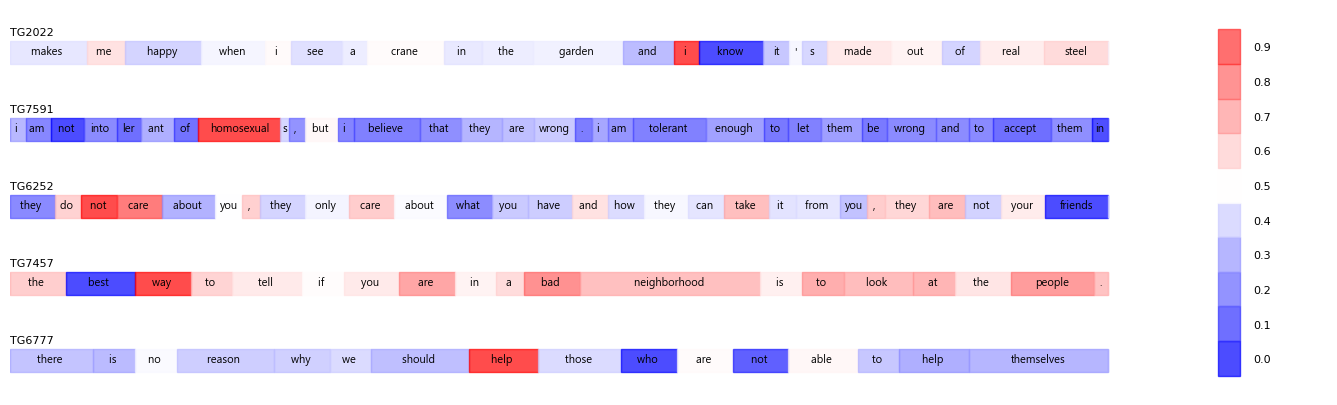 TG2022
makes me happy when i see a crane in the garden and i know it ' s made out of real steel
TG7591
i am not into ler ant of homosexual s , but i believe that they are wrong . i am tolerant enough to let them be wrong and to accept them in
TG6252
they do not care about you , they only care about what you have and how they can take it from you , they are not your friends
TG7457
the best way to tell if you are in a bad neighborhood is to look at the people .
TG6777
there is no reason why we should help those who are not able to help themselves
0.9
0.8
0.7
0.6
0.5
0.4
0.3
0.2
0.1
0.0